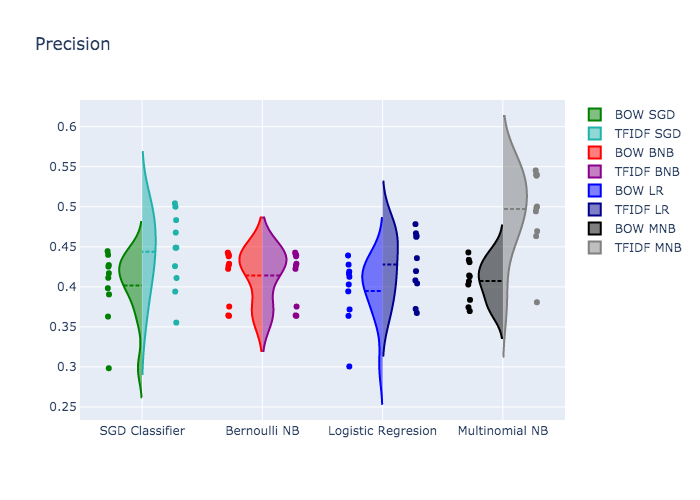 Precision
0.6
0.55
0.5
0.45
0.4
0.35
0.3
0.25
SGD Classifier
Bernoulli NB
Logistic Regresion
Multinomial NB
BOW SGD
TFIDF SGD
BOW BNB
TFIDF BNB
BOW LR
TFIDF LR
BOW MNB
TFIDF MNB